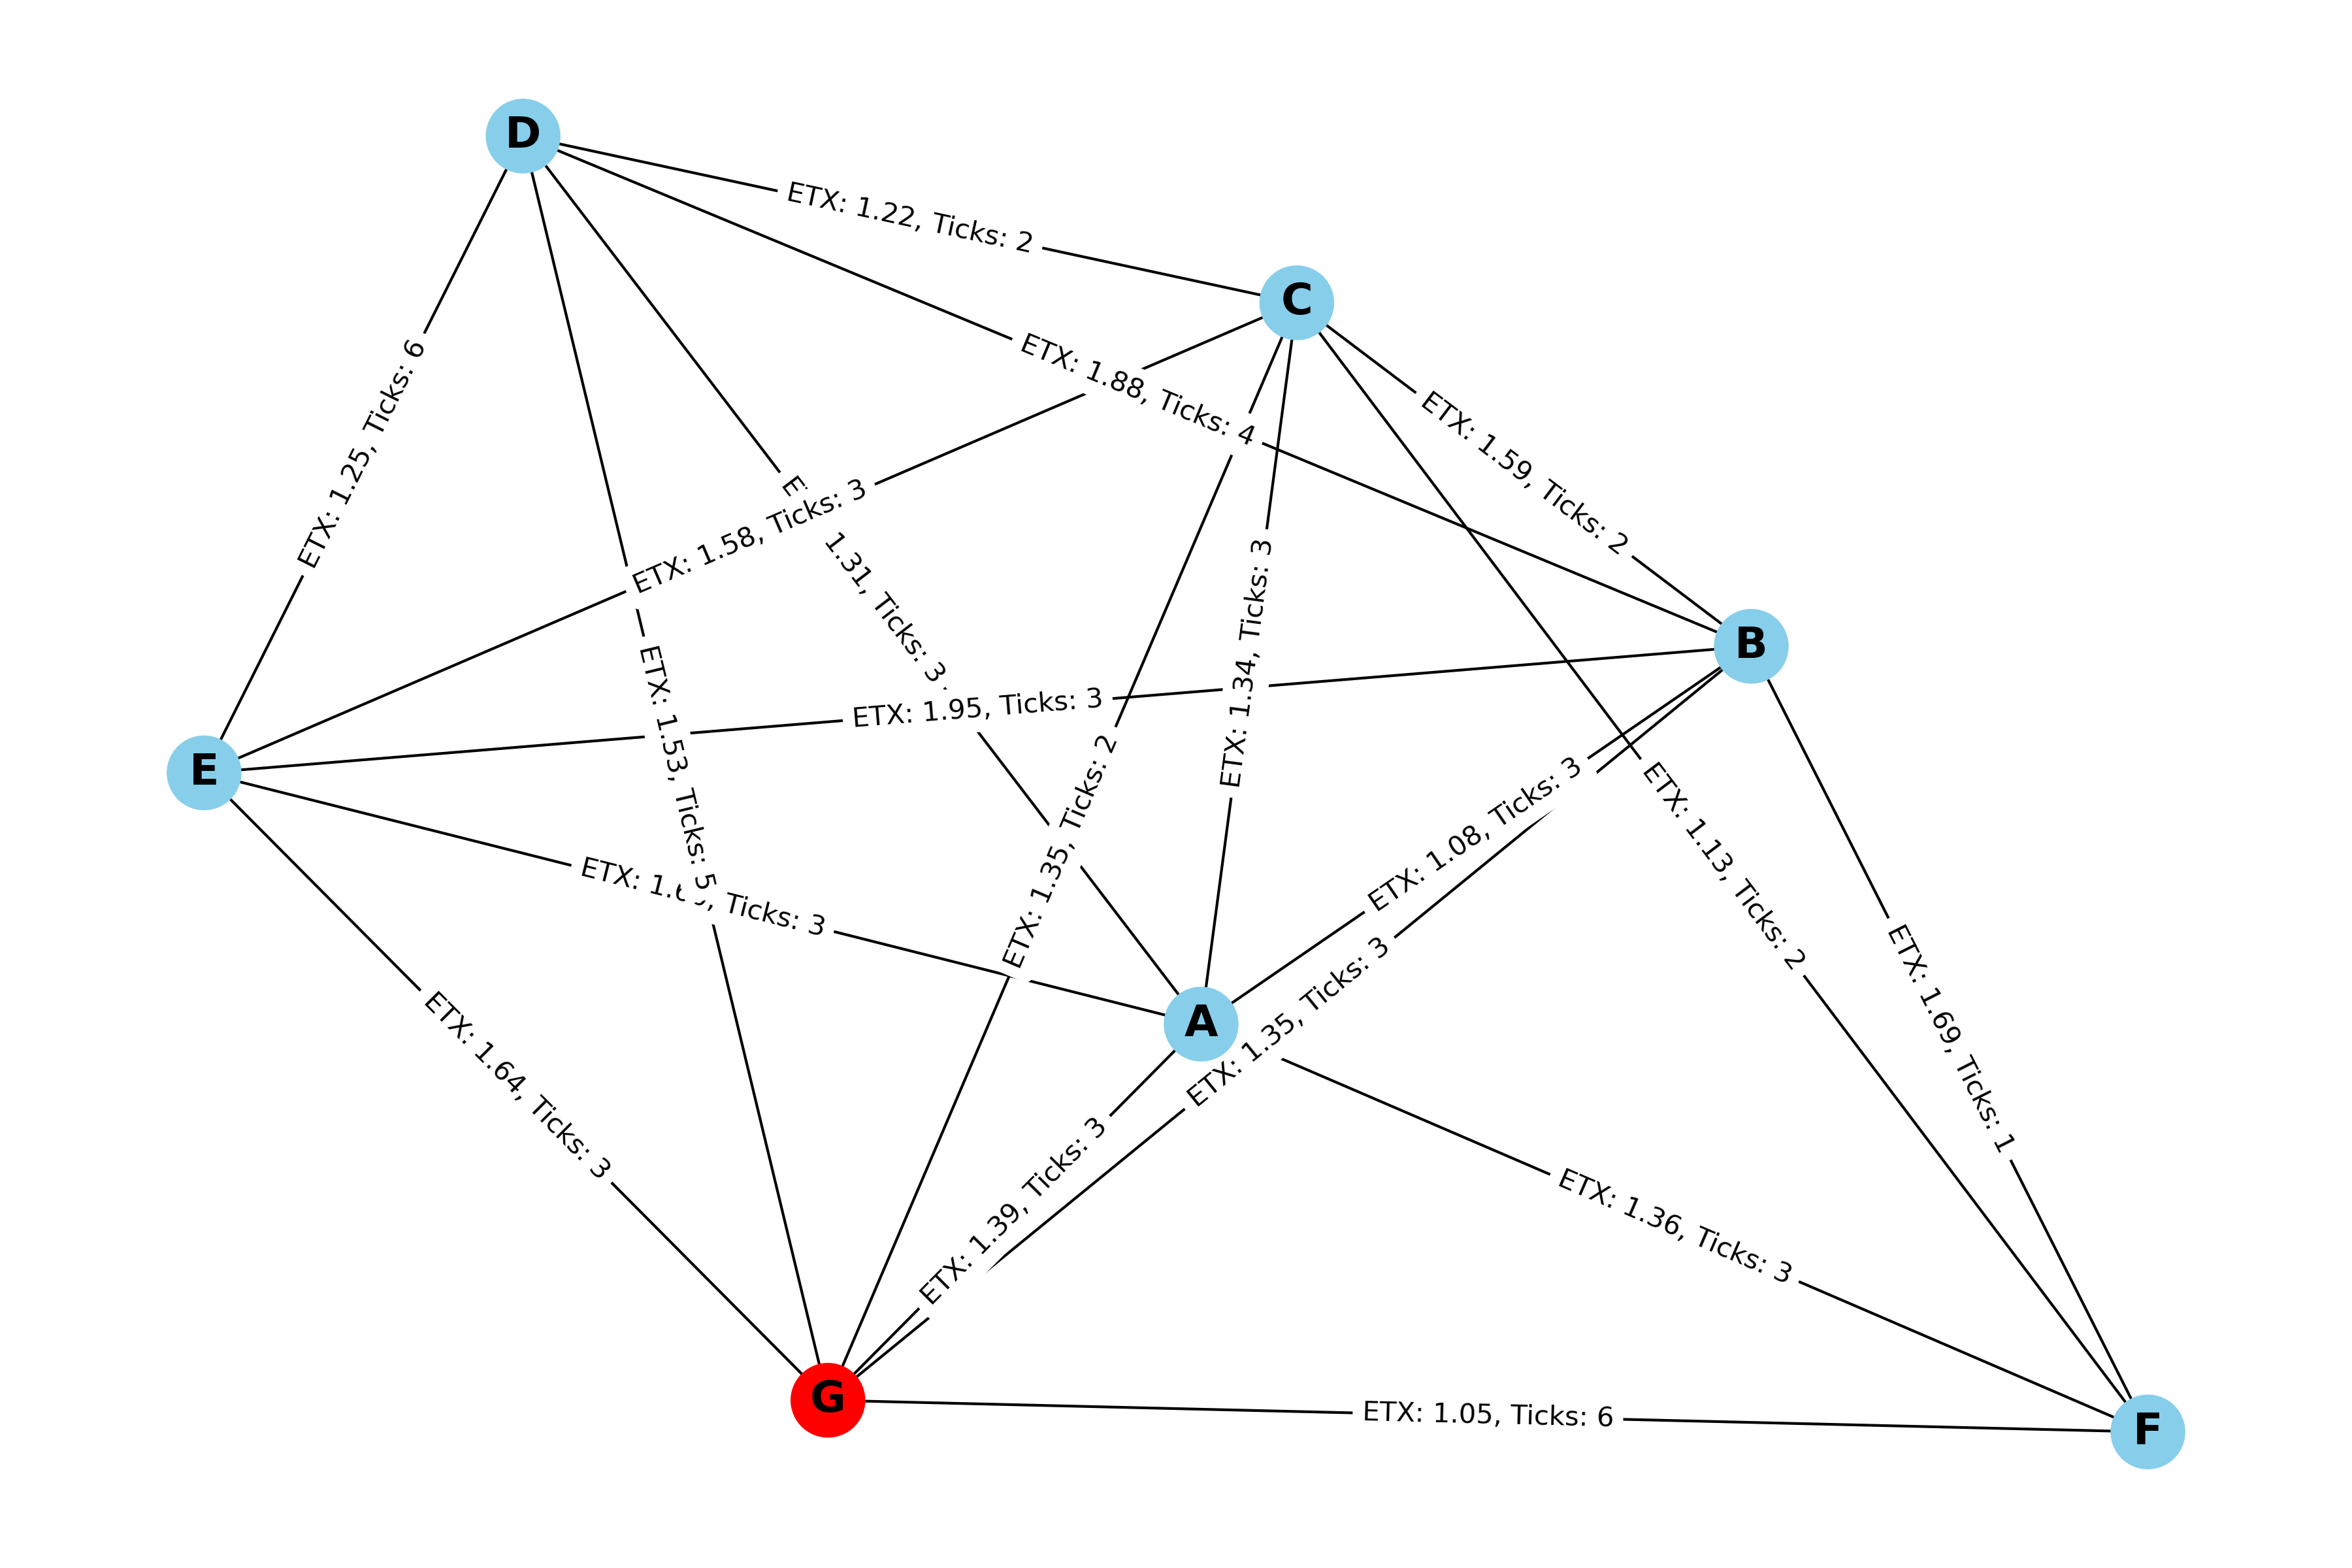 D
ETX: 1.22, Ticks: 2
C
ETX: 1.25, Ticks: 6
ETX: 1.88, Ticks: 4
ETX: 1.59, Ticks: 2
ETX: 1.58, Ticks: 3
1.31, Ticks: 3
ETX: 1.34, Ticks: 3
B
ETX: 1.95, Ticks: 3
E
ETX: 1.53, Ticks: 5
ETX: 1.35, Ticks: 2
ETX: 1.08, Ticks: 3
ETX: 1.13, Ticks: 2
ETX: Ticks: 3
A
ETX: 1.35, Ticks: 3
ETX: 1.69, Ticks: 1
ETX: 1.64, Ticks: 3
ETX: 1.39, Ticks: 3
ETX: 1.36, Ticks: 3
G
ETX: 1.05, Ticks: 6
F